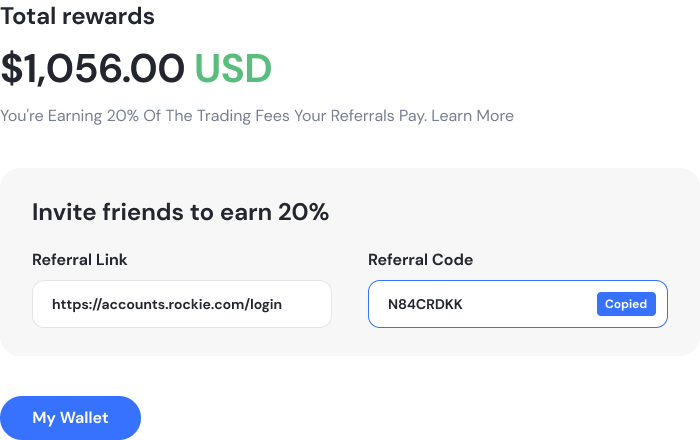 Total rewards
$1,056.00 USD
You're Earning 20% Of The Trading Fees Your Referrals Pay. Learn More
Invite friends to earn 20%
Referral Link
Referral Code
https://accounts.rockie.com/login
N84CRDKK
Copied
My Wallet